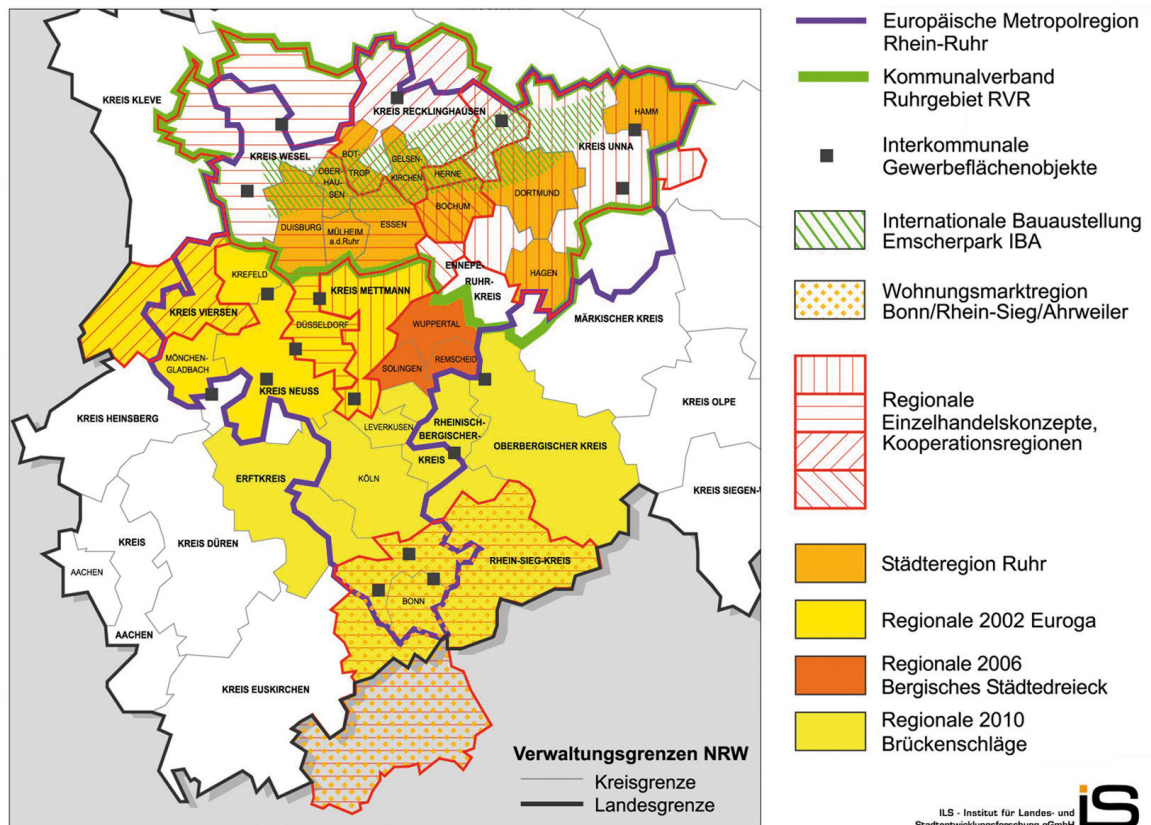 KREIS KLEVE
KREIS RECKLINGHAUSEN
HAMM
KREIS WESEL
KREIS UNNA
BOT-
TROP
OBER-
HAU-
SEN
GELSEN-
KIRCHEN
HERNE
DORTMUND
BOCHUM
DUISBURG
MÜLHEIM
a.d.Ruhr
ESSEN
ENNEPE-
RUHR-
KREIS
HAGEN
KREFELD
KREIS METTMANN
KREIS VIERSEN
DÜSSELDORF
WUPPERTAL
MÄRKISCHER KREIS
MÖNCHEN-
GLADBACH
SOLINGEN
REMSCHEID
KREIS NEUSS
KREIS HEINSBERG
LEVERKUSEN
RHEINISCH-
BERGISCHER-
KREIS
OBERBERGISCHER KREIS
KREIS OLPE
ERFTKREIS
KÖLN
KREIS SIEGEN-
KREIS
AACHEN
KREIS DÜREN
RHEIN-SIEG-KREIS
BONN
AACHEN
KREIS EUSKIRCHEN
Verwaltungsgrenzen NRW
Kreisgrenze
Landesgrenze
Europäische Metropolregion
Rhein-Ruhr
Kommunalverband
Ruhrgebiet RVR
Interkommunale
Gewerbeflächenobjekte
Internationale Bauaustellung
Emscherpark IBA
Wohnungsmarktregion
Bonn/Rhein-Sieg/Ahrweiler
Regionale
Einzelhandelskonzepte,
Kooperationsregionen
Städteregion Ruhr
Regionale 2002 Euroga
Regionale 2006
Bergisches Städtedreieck
Regionale 2010
Brückenschläge
ILS - Institut für Landes- und
Stadtentwicklungsforschung gGmbH
iS